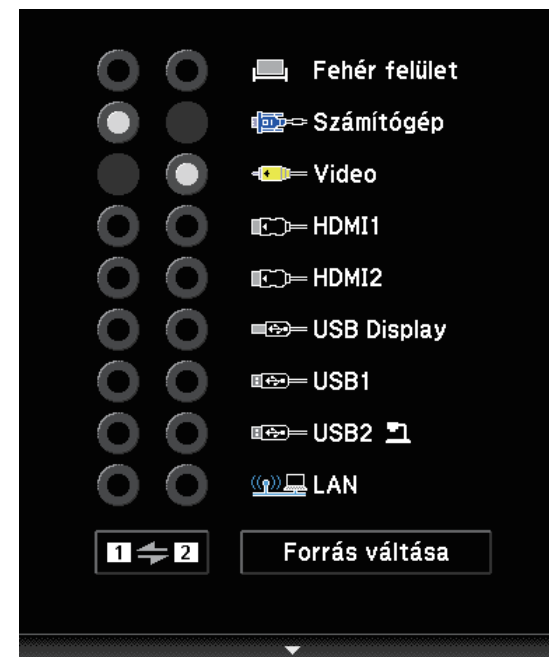 Fehér felület
Számítógép
Video
HDMI1
HDMI2
USB Display
USB1
USB2
LAN
1 2 Forrás váltása